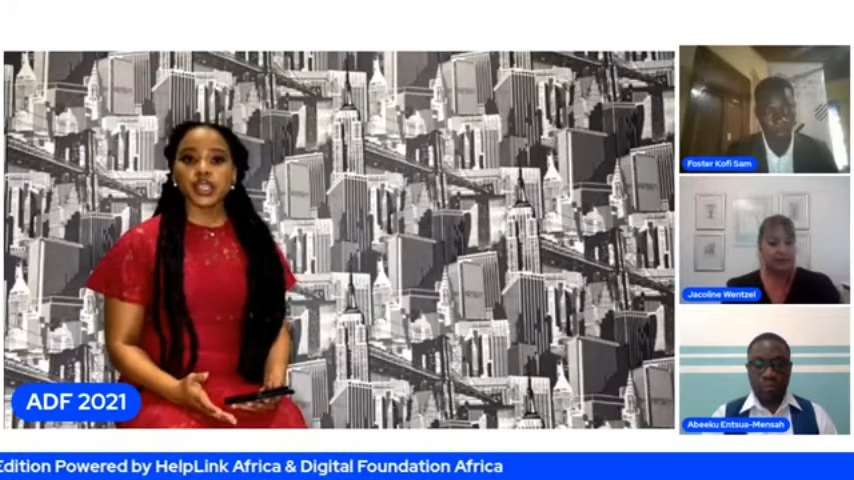 Foster Kofi Sam
Jacoline Wentzel
Abeeku Entsua-Mensah
ADF 2021
Edition Powered by HelpLink Africa & Digital Foundation Africa